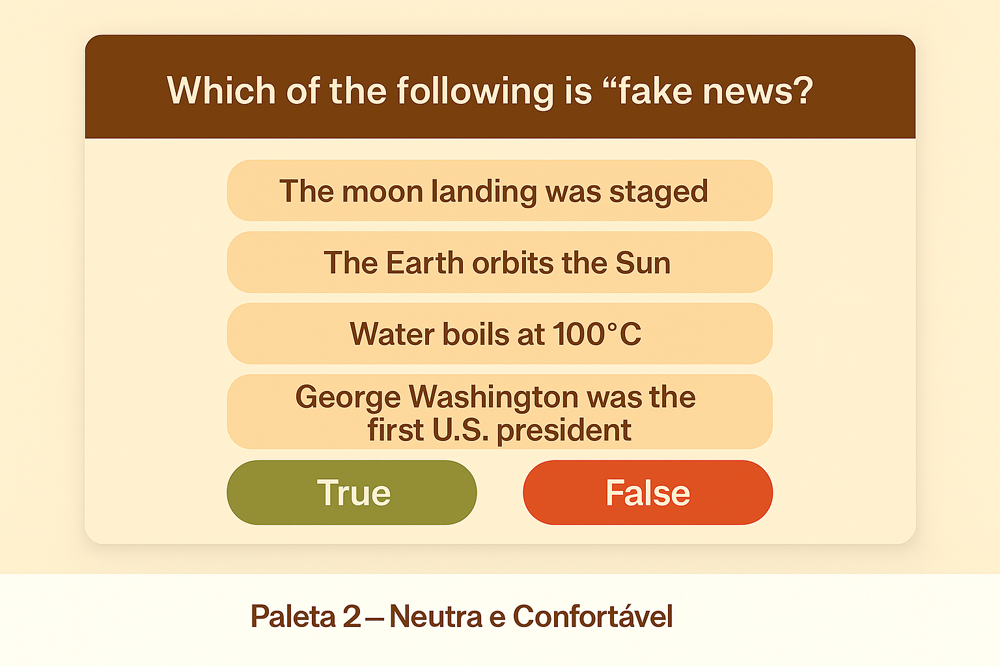 Which of the following is “fake news?
The moon landing was staged
The Earth orbits the Sun
Water boils at 100°C
George Washington was the
first U.S. president
True
False
Paleta 2 – Neutra e Confortável